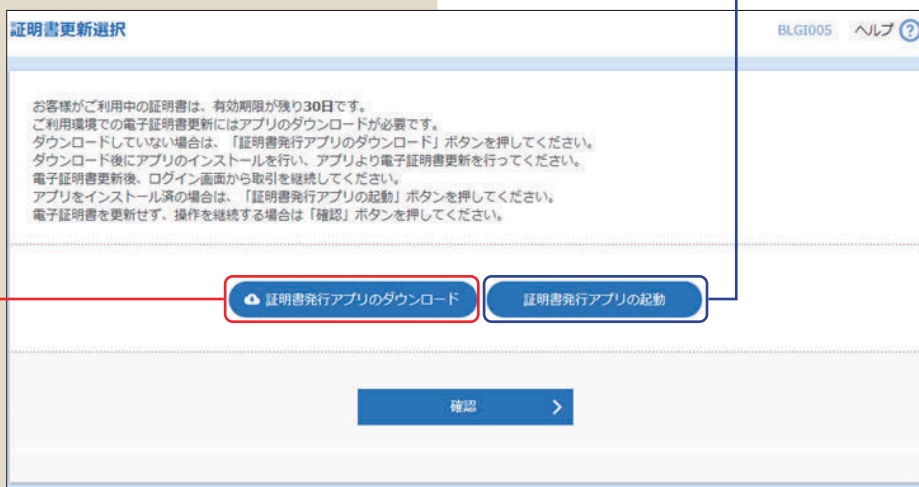 証明書更新選択
BLGI005 ヘルプ ?
お客様がご利用中の証明書は、有効期限が残り30日です。
ご利用環境での電子証明書更新にはアプリのダウンロードが必要です。
ダウンロードしていない場合は、「証明書発行アプリのダウンロード」ボタンを押してください。
ダウンロード後にアプリのインストールを行い、アプリより電子証明書更新を行ってください。
電子証明書更新後、ログイン画面から取引を継続してください。
アプリをインストール済の場合は、「証明書発行アプリの起動」ボタンを押してください。
電子証明書を更新せず、操作を継続する場合は「確認」ボタンを押してください。
証明書発行アプリのダウンロード
証明書発行アプリの起動
確認